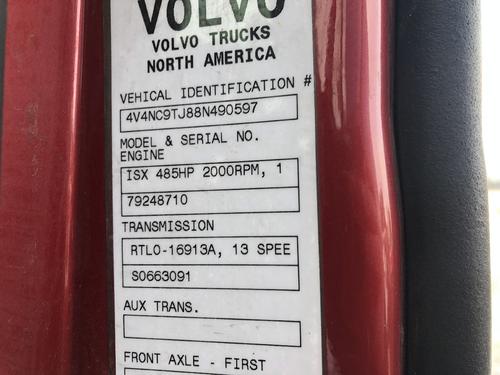 VOLVO
VOLVO TRUCKS
NORTH AMERICA
VEHICAL IDENTIFICATION #
4V4NC9TJ88N490597
MODEL & SERIAL NO.
ENGINE
ISX 485HP 2000RPM, 1
79248710
TRANSMISSION
RTLO-16913A, 13 SPEE
S0663091
AUX TRANS.
FRONT AXLE - FIRST